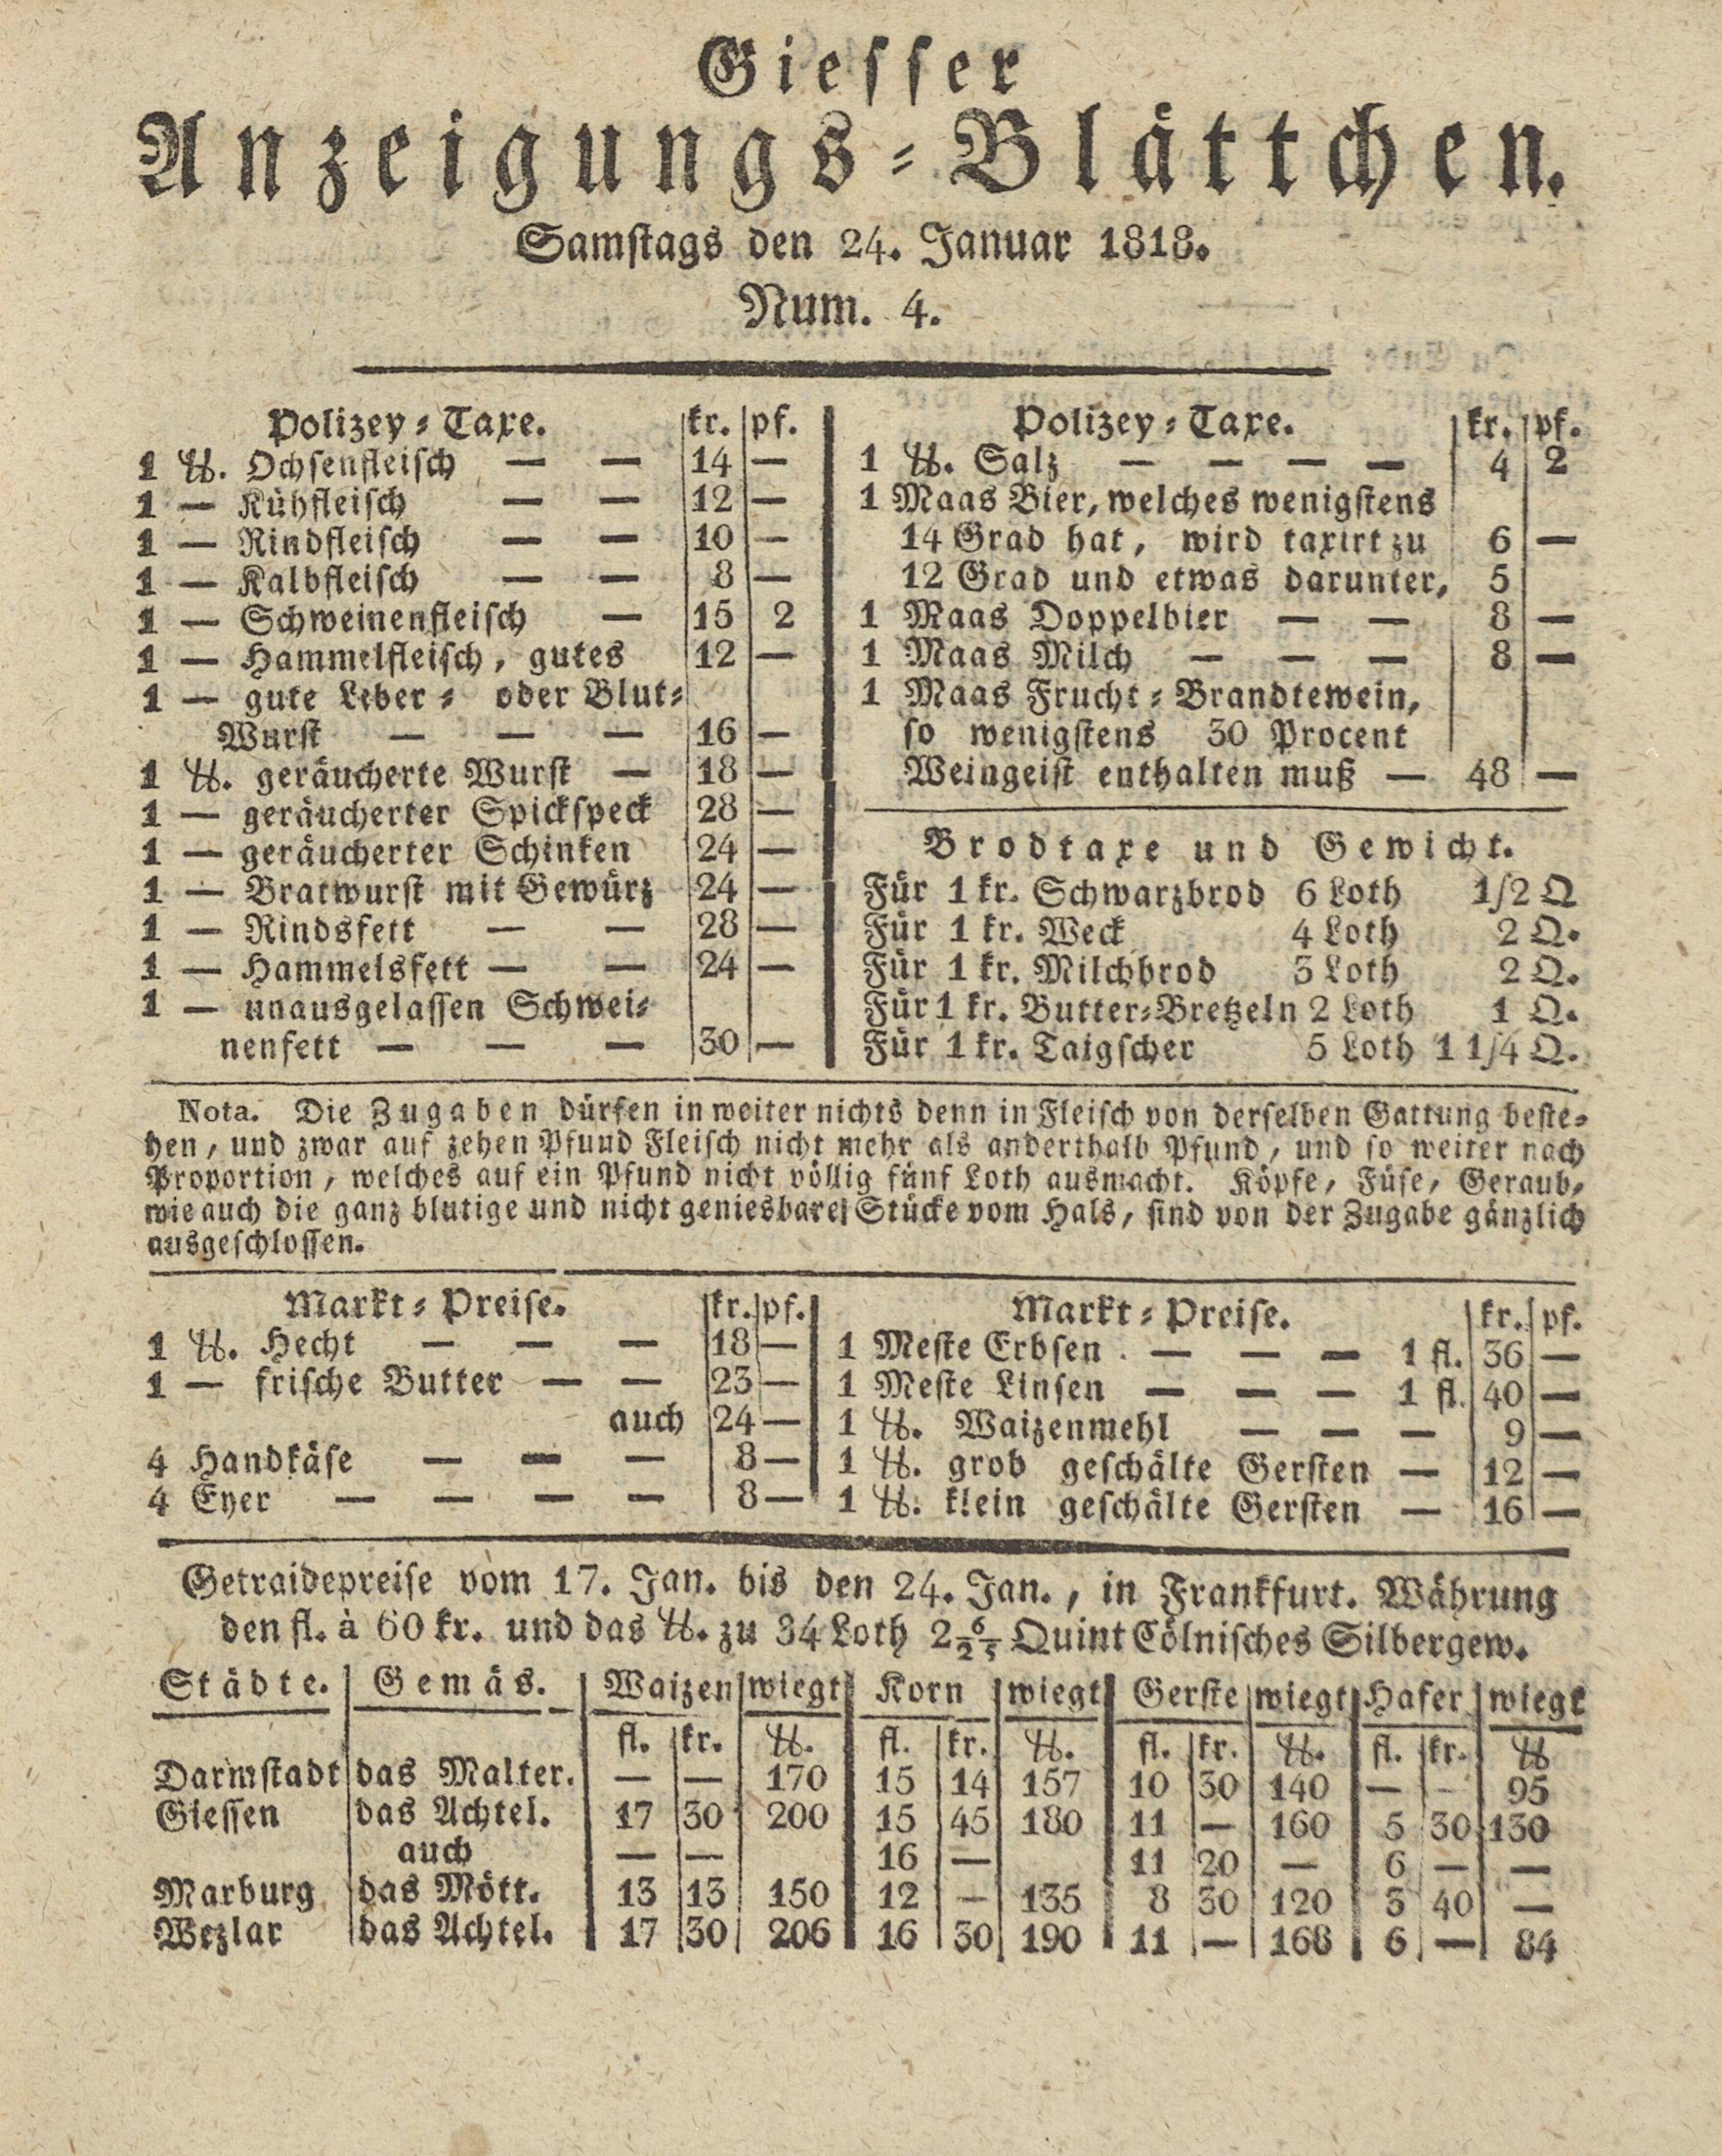 Giesser
Anzeigungs-Blättchen.
Samstags den 24. Januar 1818.
Num. 4.
Polizey-Taxe. kr. pf.
1 ℔. Ochsenfleisch — — 14 —
1 — Kühfleisch — — 12 —
1 — Rindfleisch — — 10 —
1 — Kalbfleisch — — 8 —
1 — Schweinenfleisch — 15 2
1 — Hammelfleisch, gutes 12 —
1 — gute Leber- oder Blut-
Wurst — — — 16 —
1 ℔. geräucherte Wurst — 18 —
1 — geräucherter Spickspeck 28 —
1 — geräucherter Schinken 24 —
1 — Bratwurst mit Gewürz 24 —
1 — Rindsfett — — 28 —
1 — Hammelsfett — — 24 —
1 — unausgelassen Schwei-
nenfett — — — 30 —
Polizey-Taxe. kr. pf.
1 ℔. Salz — — — — 4 2
1 Maas Bier, welches wenigstens
14 Grad hat, wird taxirt zu 6 —
12 Grad und etwas darunter, 5
1 Maas Doppelbier — — 8 —
1 Maas Milch — — — 8 —
1 Maas Frucht-Brandtewein,
so wenigstens 30 Procent
Weingeist enthalten muß — 48 —
Brodtaxe und Gewicht.
Für 1 kr. Schwarzbrod 6 Loth 1/2 Q
Für 1 kr. Weck 4 Loth 2 Q.
Für 1 kr. Milchbrod 3 Loth 2 Q.
Für 1 kr. Butter-Bretzeln 2 Loth 1 Q.
Für 1 kr. Taigscher 5 Loth 1 1/4 Q.
Nota. Die Zugaben dürfen in weiter nichts denn in Fleisch von derselben Gattung beste-
hen, und zwar auf zehen Pfund Fleisch nicht mehr als anderthalb Pfund, und so weiter nach
Proportion, welches auf ein Pfund nicht völlig fünf Loth ausmacht. Köpfe, Füse, Geraub,
wie auch die ganz blutige und nicht geniesbare Stücke vom Hals, sind von der Zugabe gänzlich
ausgeschlossen.
Markt-Preise. kr. pf.
1 ℔. Hecht — — — 18 —
1 — frische Butter — — 23 —
auch 24 —
4 Handkäse — — — 8 —
4 Eyer — — — — 8 —
Markt-Preise. kr. pf.
1 Meste Erbsen — — — 1 fl. 36 —
1 Meste Linsen — — — 1 fl. 40 —
1 ℔. Waizenmehl — — — 9 —
1 ℔. grob geschälte Gersten — 12 —
1 ℔. klein geschälte Gersten — 16 —
Getraidepreise vom 17. Jan. bis den 24. Jan., in Frankfurt. Währung
den fl. à 60 kr. und das ℔. zu 34 Loth 2 6/25 Quint Cölnisches Silbergew.
Städte. Gemäs. Waizen wiegt Korn wiegt Gerste wiegt Hafer wiegt
fl. kr. ℔. fl. kr. ℔. fl. kr. ℔. fl. kr. ℔
Darmstadt das Malter. — — 170 15 14 157 10 30 140 — — 95
Giessen das Achtel. 17 30 200 15 45 180 11 — 160 5 30 130
auch — — 16 — 11 20 — 6 — —
Marburg das Mött. 13 13 150 12 — 135 8 30 120 3 40 —
Wezlar das Achtel. 17 30 206 16 30 190 11 — 168 6 — 84